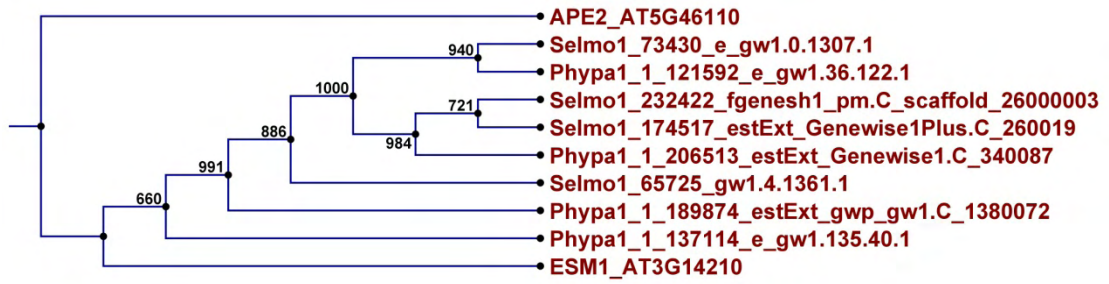 APE2_AT5G46110
940 Selmo1_73430_e_gw1.0.1307.1
Phypa1_1_121592_e_gw1.36.122.1
1000
721 Selmo1_232422_fgenesh1_pm.C_scaffold_26000003
Selmo1_174517_estExt_Genewise1Plus.C_260019
886
984
Phypa1_1_206513_estExt_Genewise1.C_340087
991
Selmo1_65725_gw1.4.1361.1
660
Phypa1_1_189874_estExt_gwp_gw1.C_1380072
Phypa1_1_137114_e_gw1.135.40.1
ESM1_AT3G14210